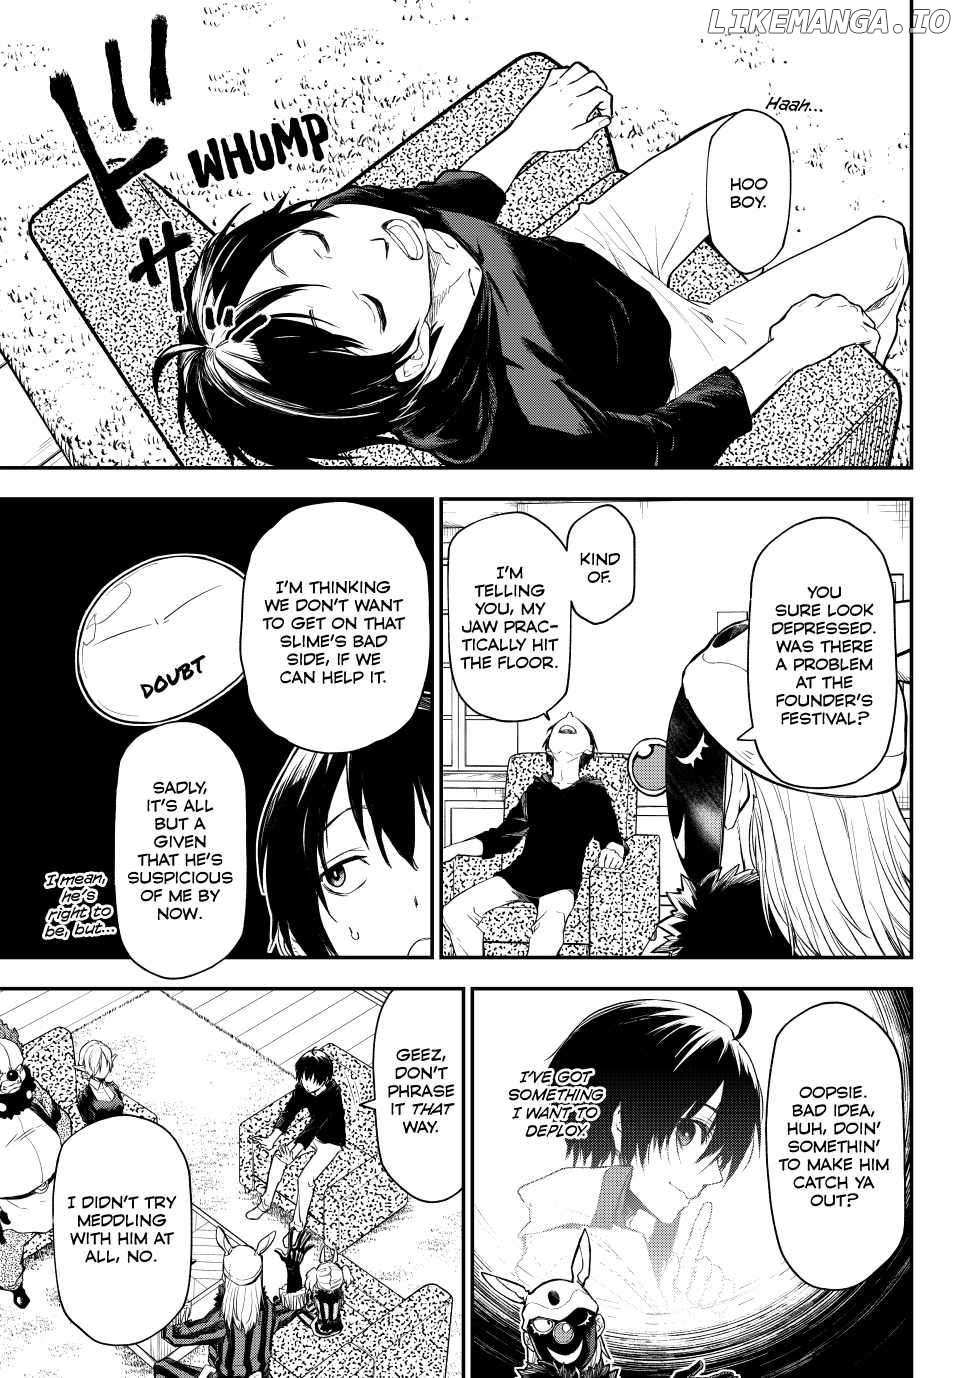 LIKEMANGA.IO
Haah...
HOO
BOY.
ドサッ
WHUMP
YOU
SURE LOOK
DEPRESSED.
WAS THERE
A PROBLEM
AT THE
FOUNDER'S
FESTIVAL?
KIND
OF.
I'M
TELLING
YOU, MY
JAW PRAC-
TICALLY HIT
THE FLOOR.
I'M THINKING
WE DON'T WANT
TO GET ON THAT
SLIME'S BAD
SIDE, IF WE
CAN HELP IT.
DOUBT
SADLY,
IT'S ALL
BUT A
GIVEN
THAT HE'S
SUSPICIOUS
OF ME BY
NOW.
I mean,
he's
right to
be, but...
OOPSIE.
BAD IDEA,
HUH, DOIN'
SOMETHIN'
TO MAKE HIM
CATCH YA
OUT?
I'VE GOT
SOMETHING
I WANT TO
DEPLOY.
GEEZ,
DON'T
PHRASE
IT THAT
WAY.
I DIDN'T TRY
MEDDLING
WITH HIM AT
ALL, NO.